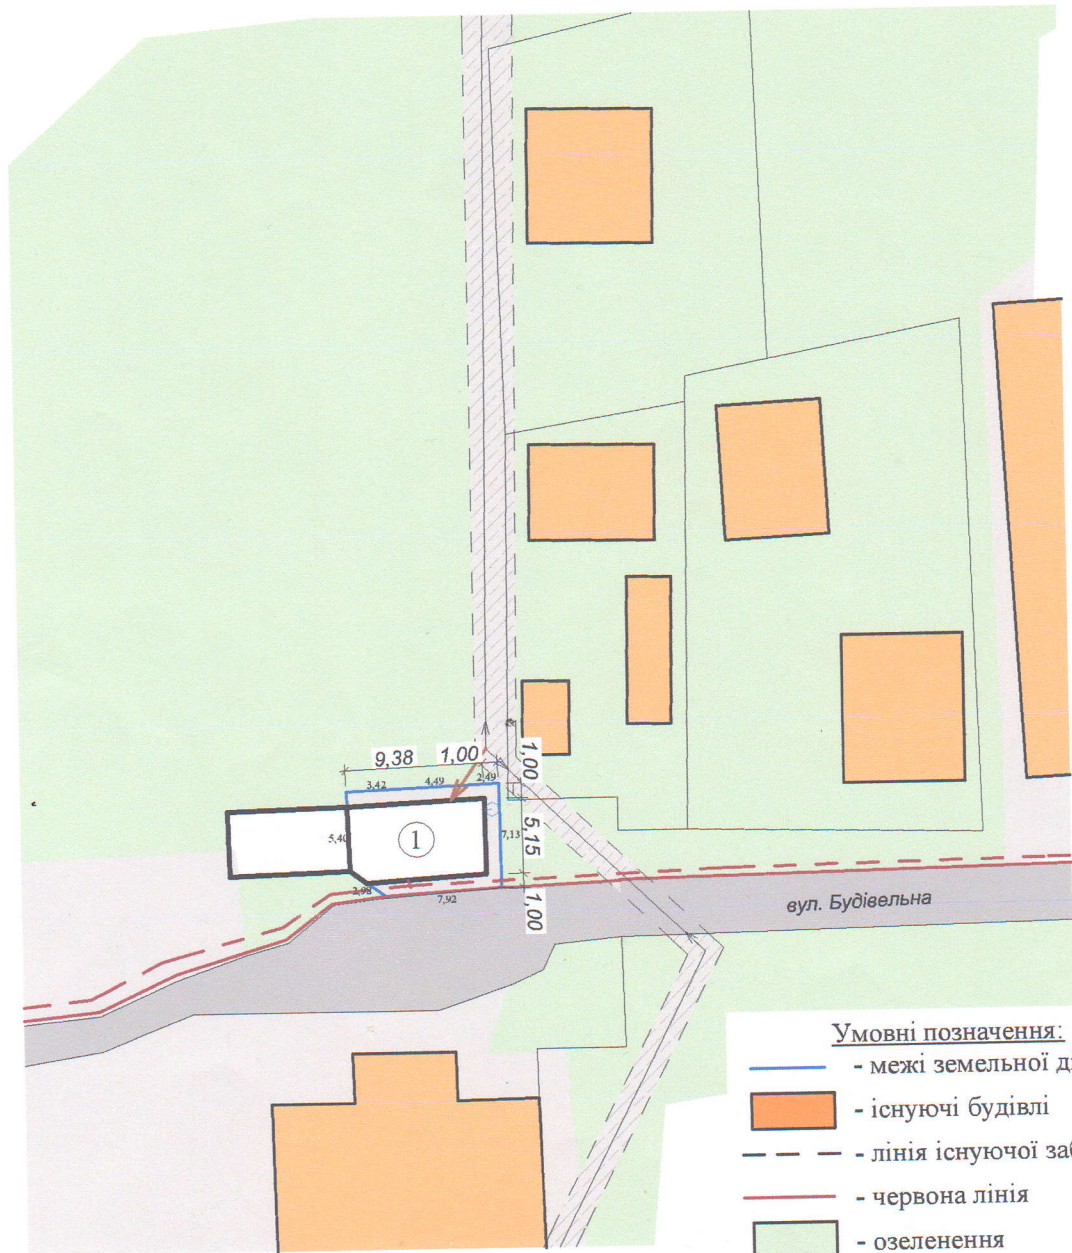 9,38 1,00
1,00
3,42 4,49 2,49
5,40
1
7,13
5,15
2,98
7,92
1,00
вул. Будівельна
Умовні позначення:
- межі земельної
- існуючі будівлі
- лінія існуючої
- червона лінія
- озеленення